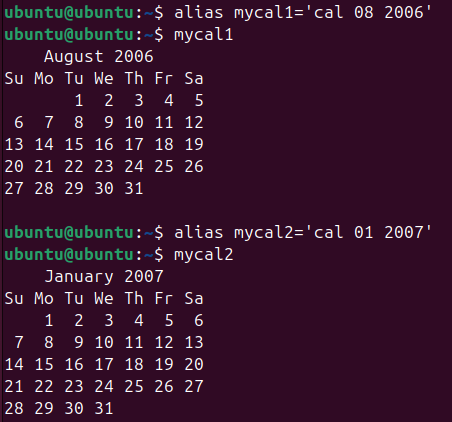 ubuntu@ubuntu:~$ alias mycal1='cal 08 2006'
ubuntu@ubuntu:~$ mycal1
    August 2006
Su Mo Tu We Th Fr Sa
       1  2  3  4  5
 6  7  8  9 10 11 12
13 14 15 16 17 18 19
20 21 22 23 24 25 26
27 28 29 30 31

ubuntu@ubuntu:~$ alias mycal2='cal 01 2007'
ubuntu@ubuntu:~$ mycal2
    January 2007
Su Mo Tu We Th Fr Sa
    1  2  3  4  5  6
 7  8  9 10 11 12 13
14 15 16 17 18 19 20
21 22 23 24 25 26 27
28 29 30 31